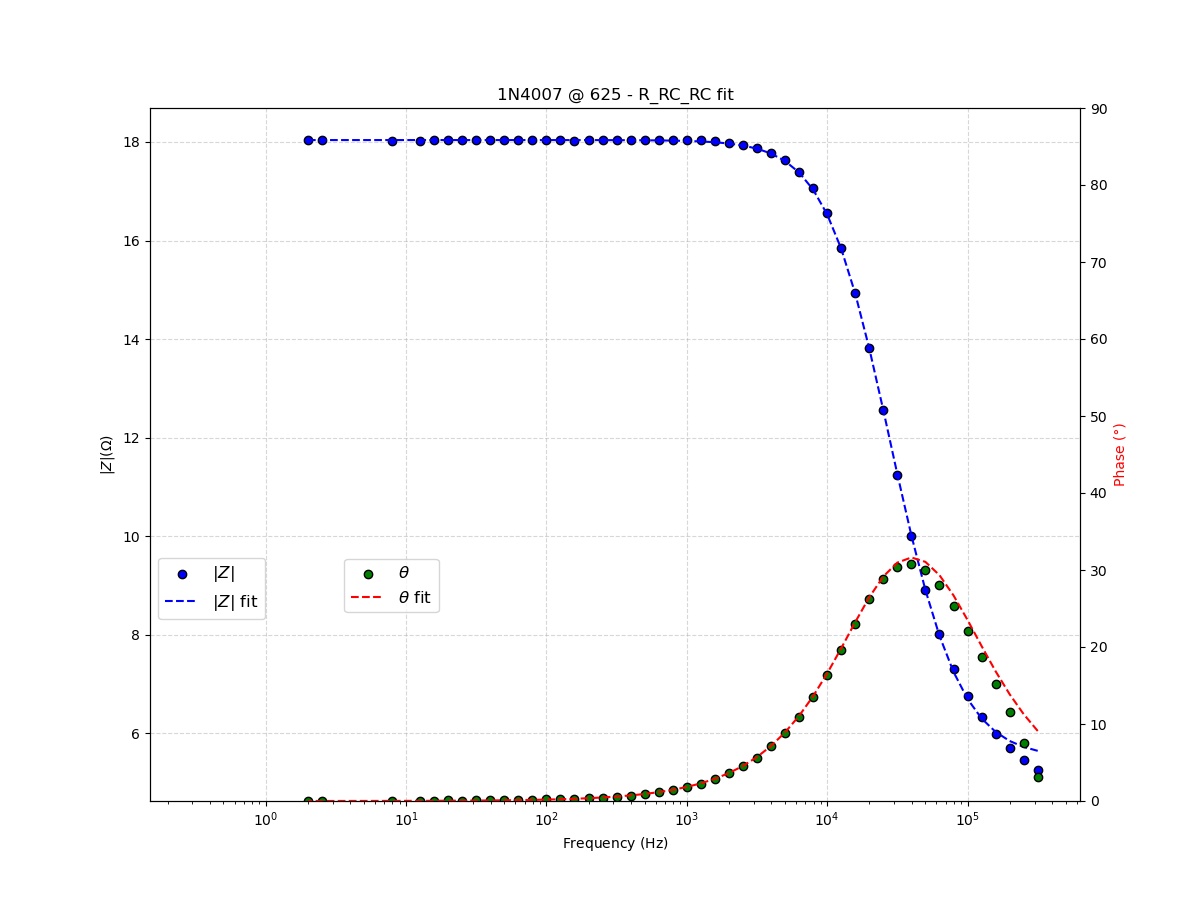 1N4007 @ 625 - R_RC_RC fit
18
16
14
12
10
8
6
|Z|(Ω)
90
80
70
60
50
40
30
20
10
0
Phase (°)
|Z|
|Z| fit
θ
θ fit
10⁰
10¹
10²
10³
10⁴
10⁵
Frequency (Hz)